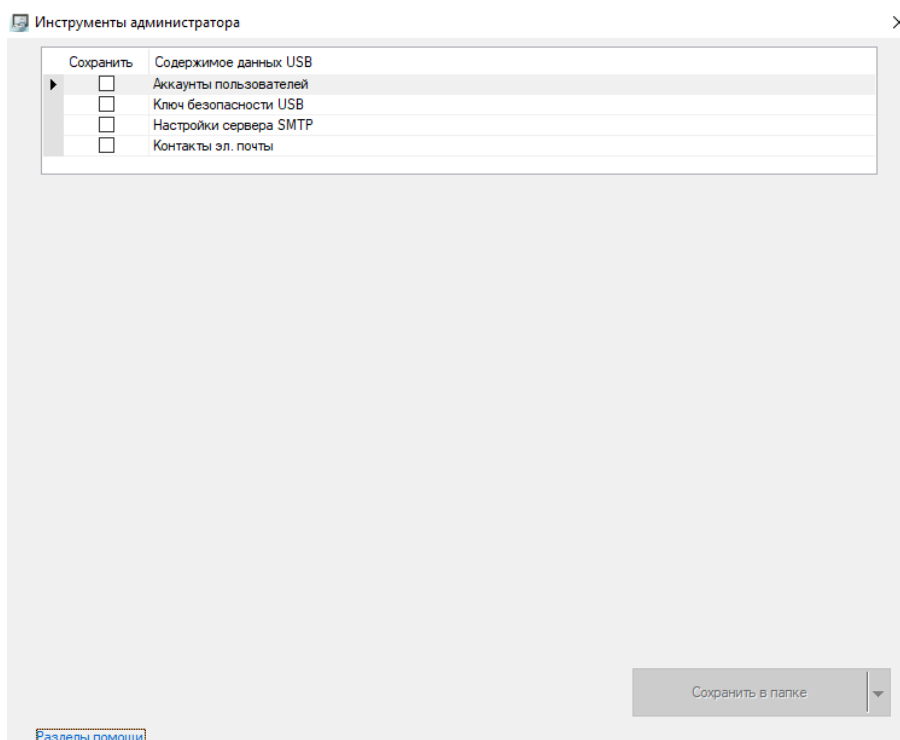 Инструменты администратора
Сохранить Содержимое данных USB
Аккаунты пользователей
Ключ безопасности USB
Настройки сервера SMTP
Контакты эл. почты
Сохранить в папке
Разделы помощи